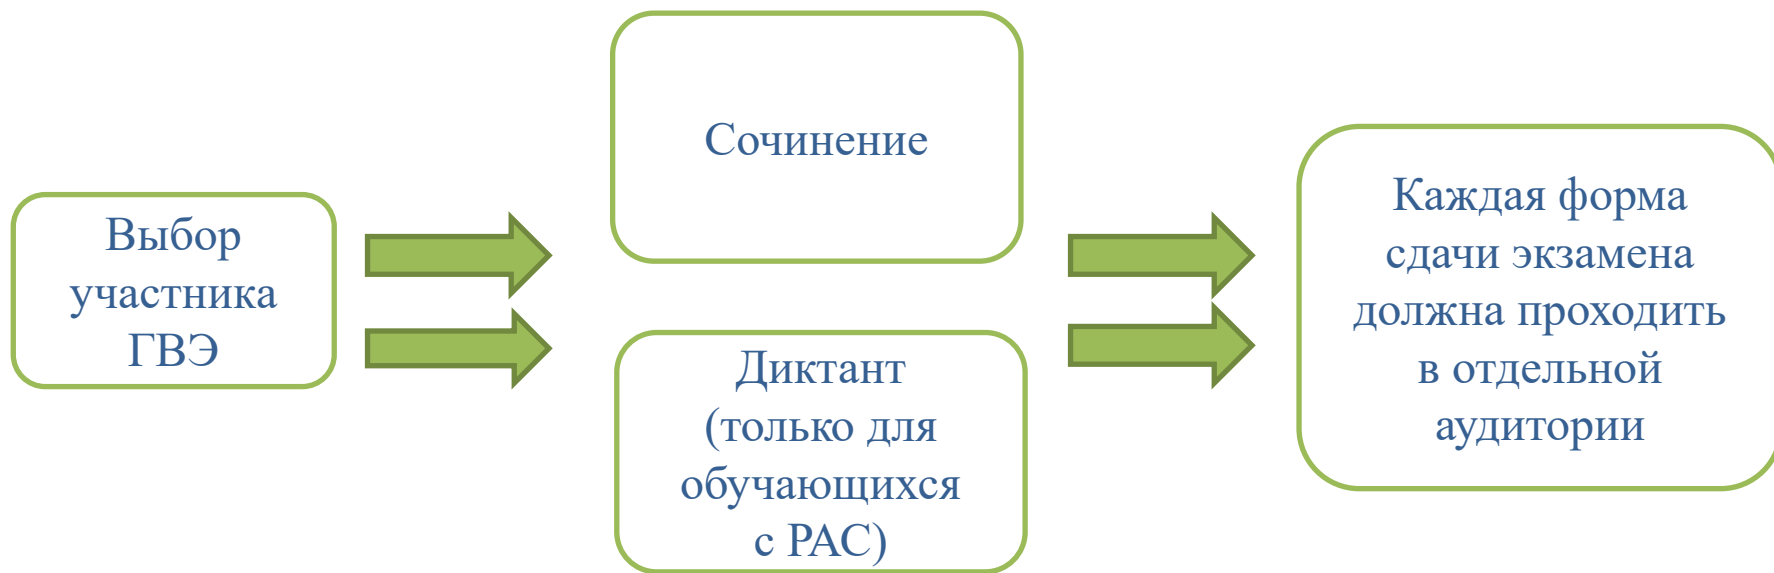 Выбор
участника
ГВЭ
Сочинение
Диктант
(только для
обучающихся
с РАС)
Каждая форма
сдачи экзамена
должна проходить
в отдельной
аудитории